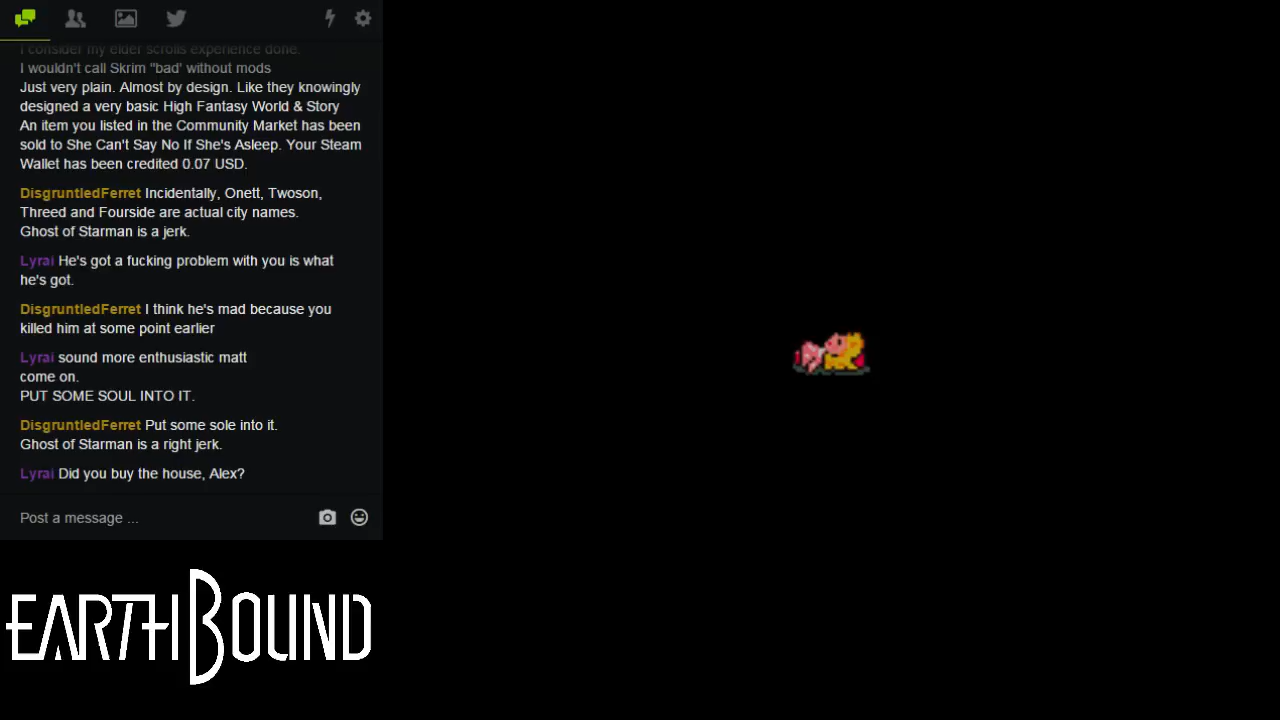 I consider my elder scrolls experience done.
I wouldn't call Skrim "bad' without mods
Just very plain. Almost by design. Like they knowingly
designed a very basic High Fantasy World & Story
An item you listed in the Community Market has been
sold to She Can't Say No If She's Asleep. Your Steam
Wallet has been credited 0.07 USD.
DisgruntledFerret Incidentally, Onett, Twoson,
Threed and Fourside are actual city names.
Ghost of Starman is a jerk.
Lyrai He's got a fucking problem with you is what
he's got.
DisgruntledFerret I think he's mad because you
killed him at some point earlier
Lyrai sound more enthusiastic matt
come on.
PUT SOME SOUL INTO IT.
DisgruntledFerret Put some sole into it.
Ghost of Starman is a right jerk.
Lyrai Did you buy the house, Alex?
Post a message ...
EARTHBOUND